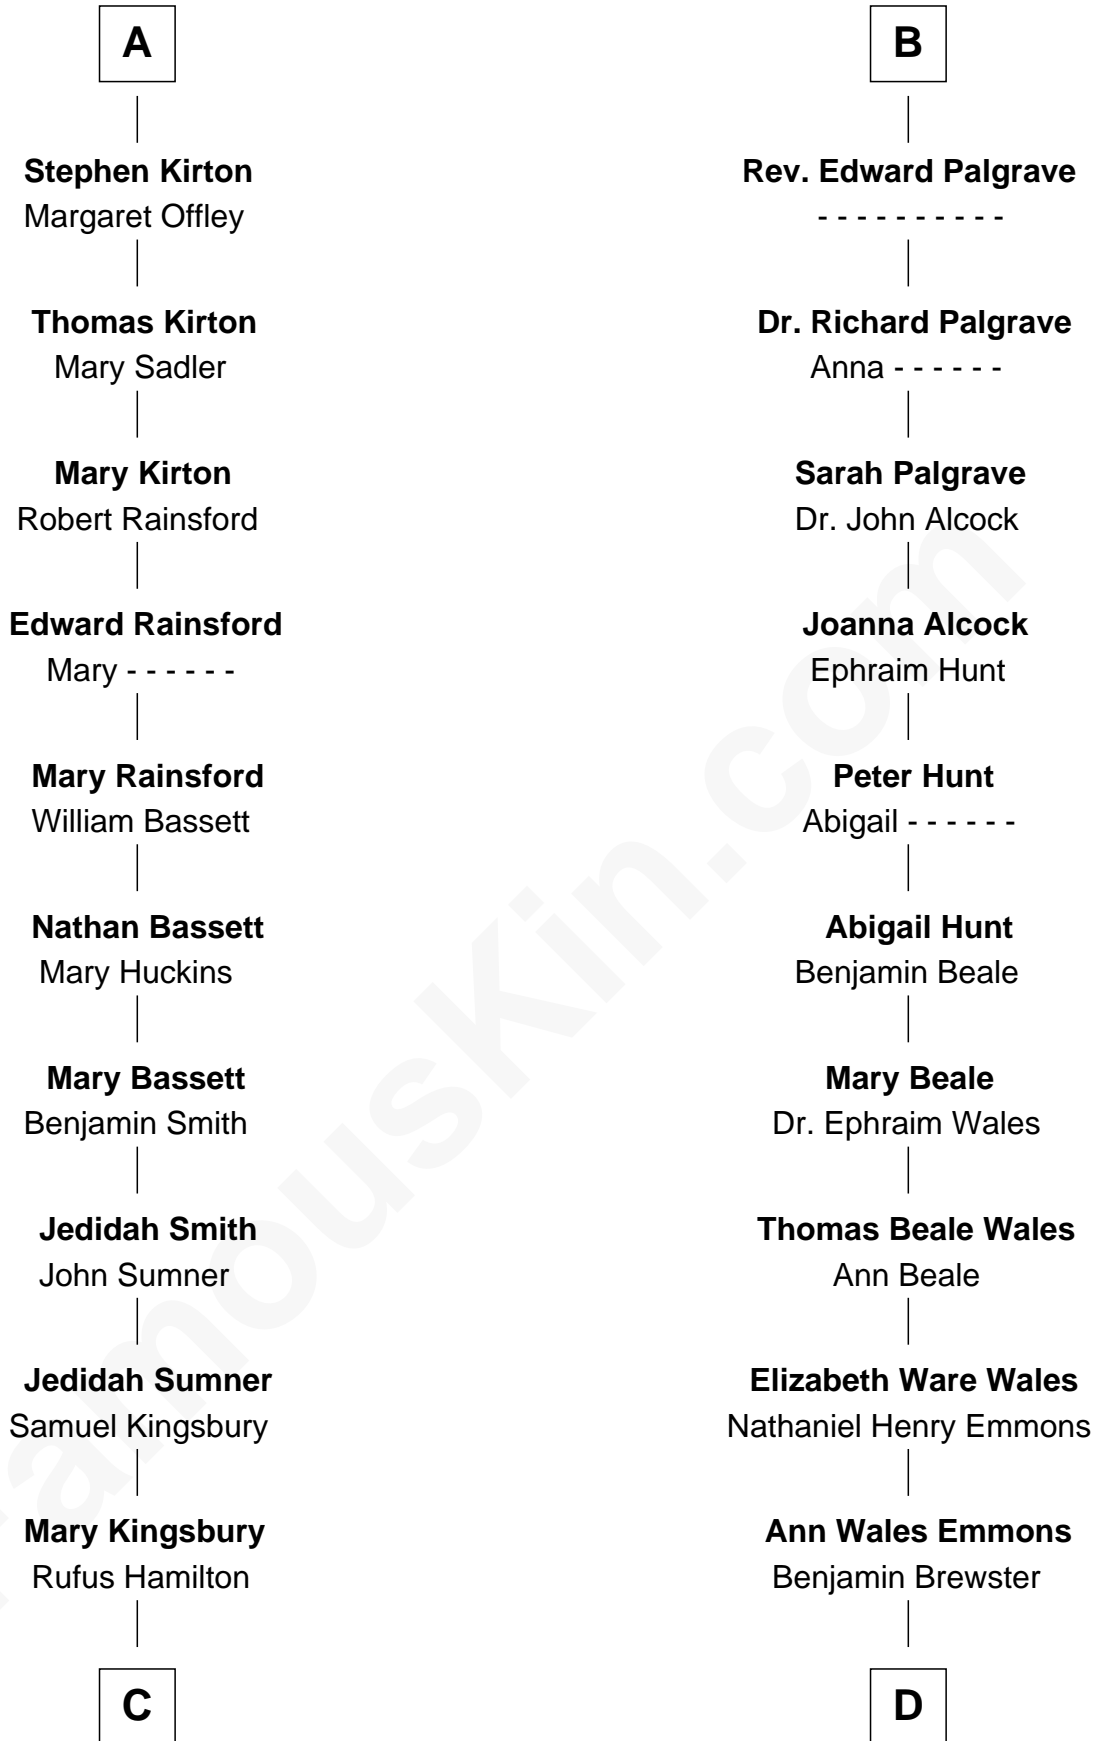 A
Stephen Kirton
Margaret Offley
Thomas Kirton
Mary Sadler
Mary Kirton
Robert Rainsford
Edward Rainsford
Mary - - - - - -
Mary Rainsford
William Bassett
Nathan Bassett
Mary Huckins
Mary Bassett
Benjamin Smith
Jedidah Smith
John Sumner
Jedidah Sumner
Samuel Kingsbury
Mary Kingsbury
Rufus Hamilton
C
B
Rev. Edward Palgrave
- - - - - - - - - -
Dr. Richard Palgrave
Anna - - - - - -
Sarah Palgrave
Dr. John Alcock
Joanna Alcock
Ephraim Hunt
Peter Hunt
Abigail - - - - - -
Abigail Hunt
Benjamin Beale
Mary Beale
Dr. Ephraim Wales
Thomas Beale Wales
Ann Beale
Elizabeth Ware Wales
Nathaniel Henry Emmons
Ann Wales Emmons
Benjamin Brewster
D
FamousKin.com